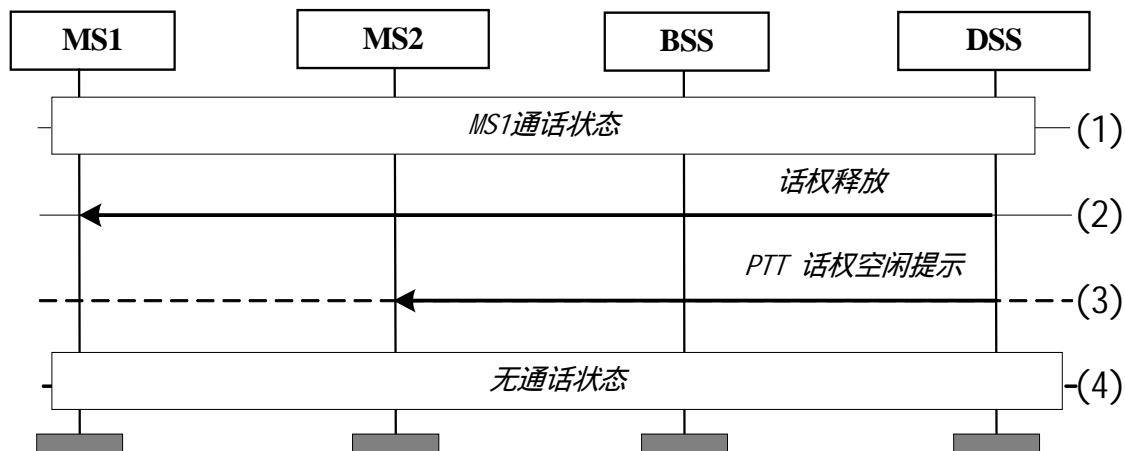 MS1 MS2 BSS DSS
MS1通话状态 (1)
话权释放
(2)
PTT 话权空闲提示
(3)
无通话状态 (4)